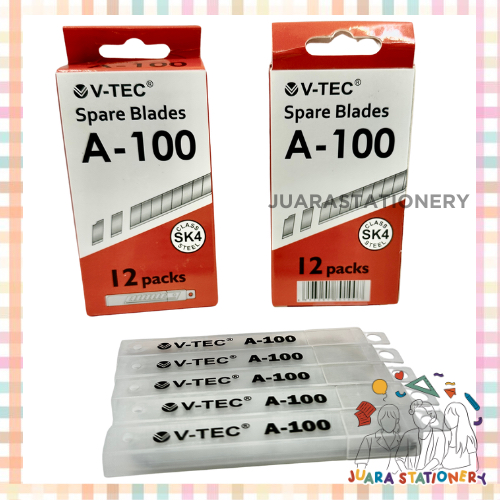 V-TEC®
Spare Blades
A-100
CLASS
SK4
STEEL
12 packs
V-TEC®
Spare Blades
A-100
JUARASTATIONERY
CLASS
SK4
STEEL
12 packs
V-TEC® A-100
V-TEC® A-100
V-TEC® A-100
V-TEC® A-100
V-TEC® A-100
JUARA STATIONERY